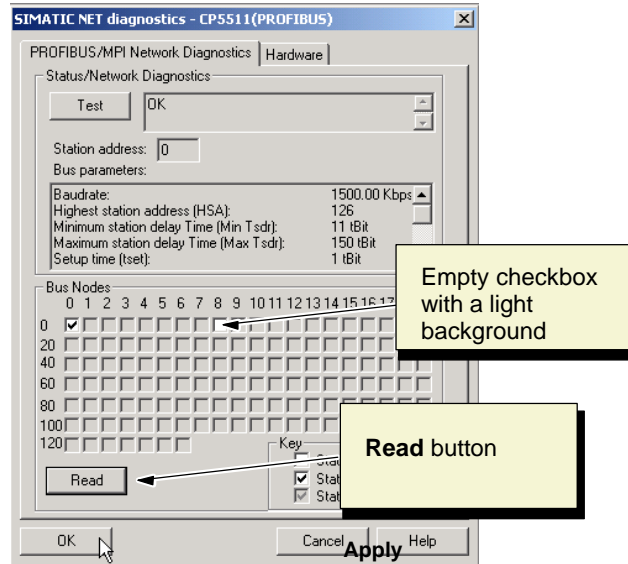 SIMATIC NET diagnostics - CP5511(PROFIBUS)
PROFIBUS/MPI Network Diagnostics Hardware
Status/Network Diagnostics
Test OK
Station address: 0
Bus parameters:
Baudrate: 1500.00 Kbps
Highest station address (HSA): 126
Minimum station delay Time (Min Tsdr): 11 tBit
Maximum station delay Time (Max Tsdr): 150 tBit
Setup time (tset): 1 tBit
Empty checkbox
with a light
background
Bus Nodes
0 1 2 3 4 5 6 7 8 9 10 11 12 13 14 15 16 17
0
20
40
60
80
100
120
Key
Read button
Read
OK Cancel Apply Help